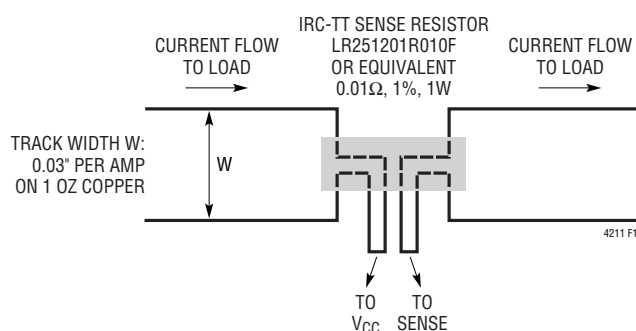 IRC-TT SENSE RESISTOR
LR251201R010F
OR EQUIVALENT
0.01Ω, 1%, 1W
CURRENT FLOW
TO LOAD
CURRENT FLOW
TO LOAD
TRACK WIDTH W:
0.03" PER AMP
ON 1 OZ COPPER
W
4211 F1
TO
VCC
TO
SENSE